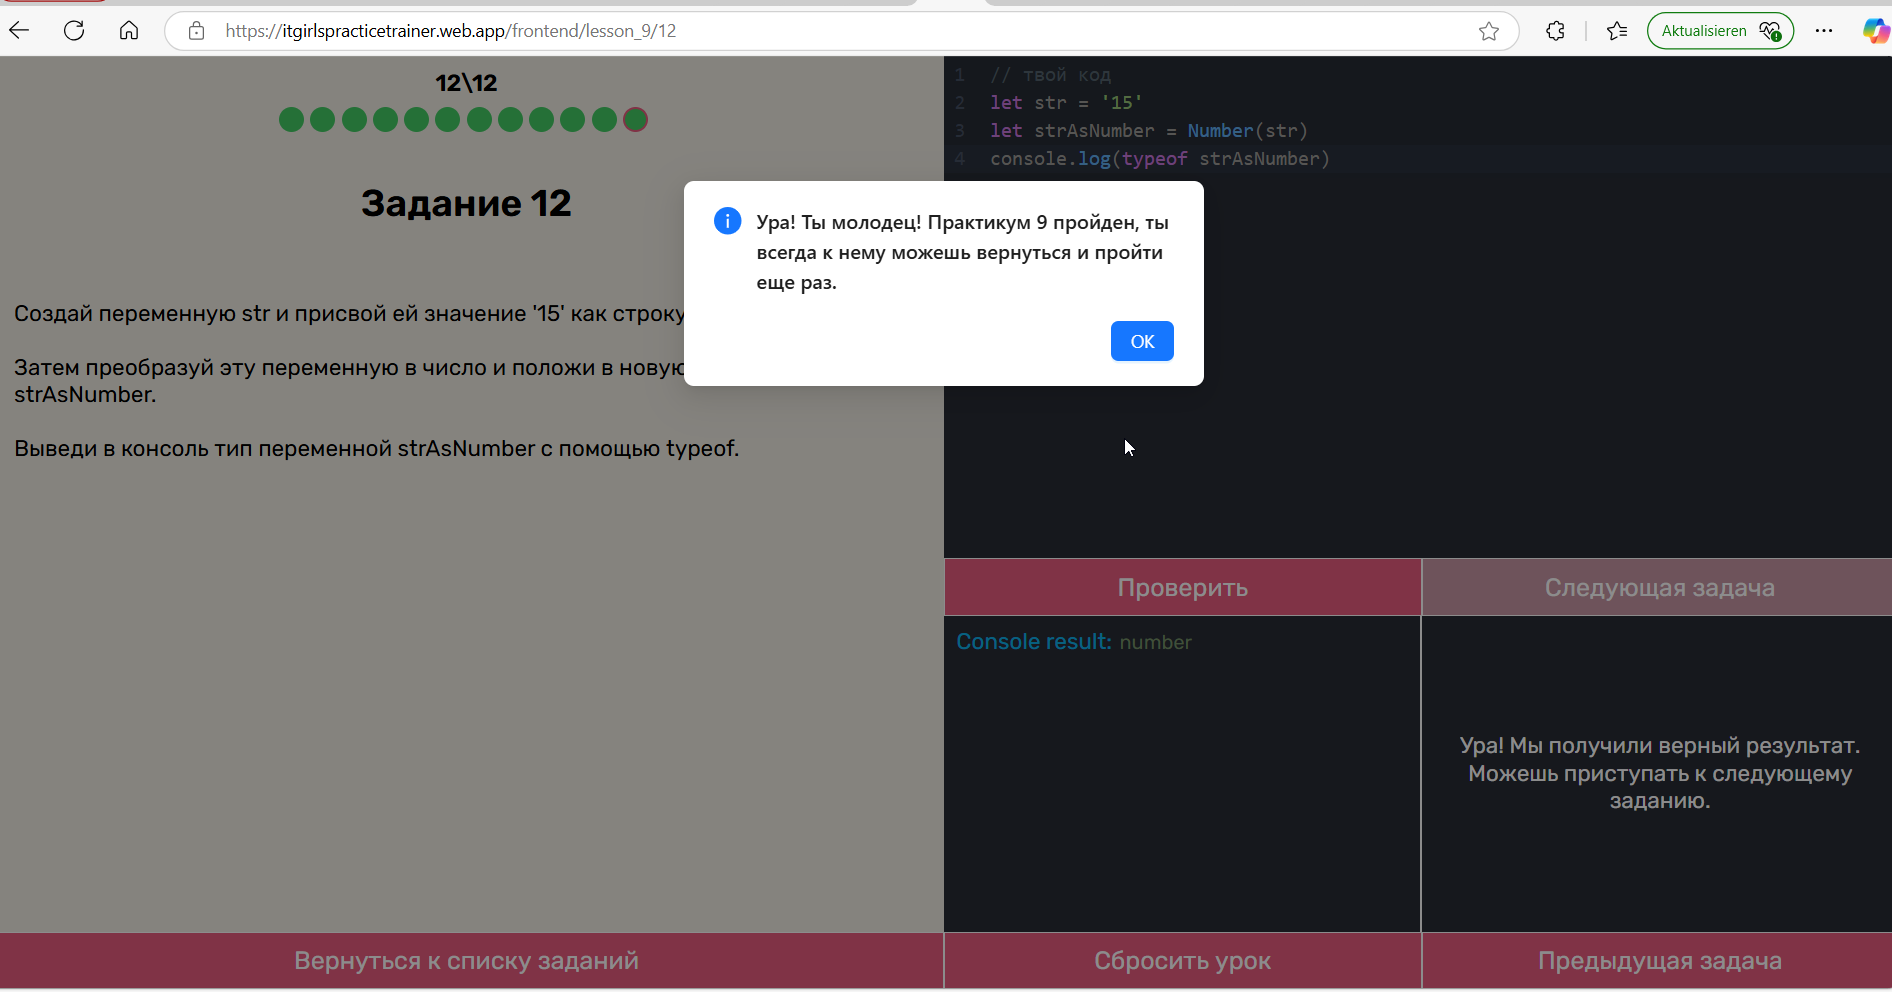 https://itgirlspracticetrainer.web.app/frontend/lesson_9/12
Aktualisieren
12\12
Задание 12
Создай переменную str и присвой ей значение '15' как строку
Затем преобразуй эту переменную в число и положи в новую
strAsNumber.
Выведи в консоль тип переменной strAsNumber с помощью typeof.
1 // твой код
2 let str = '15'
3 let strAsNumber = Number(str)
4 console.log(typeof strAsNumber)
Ура! Ты молодец! Практикум 9 пройден, ты
всегда к нему можешь вернуться и пройти
еще раз.
OK
Проверить
Следующая задача
Console result: number
Ура! Мы получили верный результат.
Можешь приступать к следующему
заданию.
Вернуться к списку заданий
Сбросить урок
Предыдущая задача